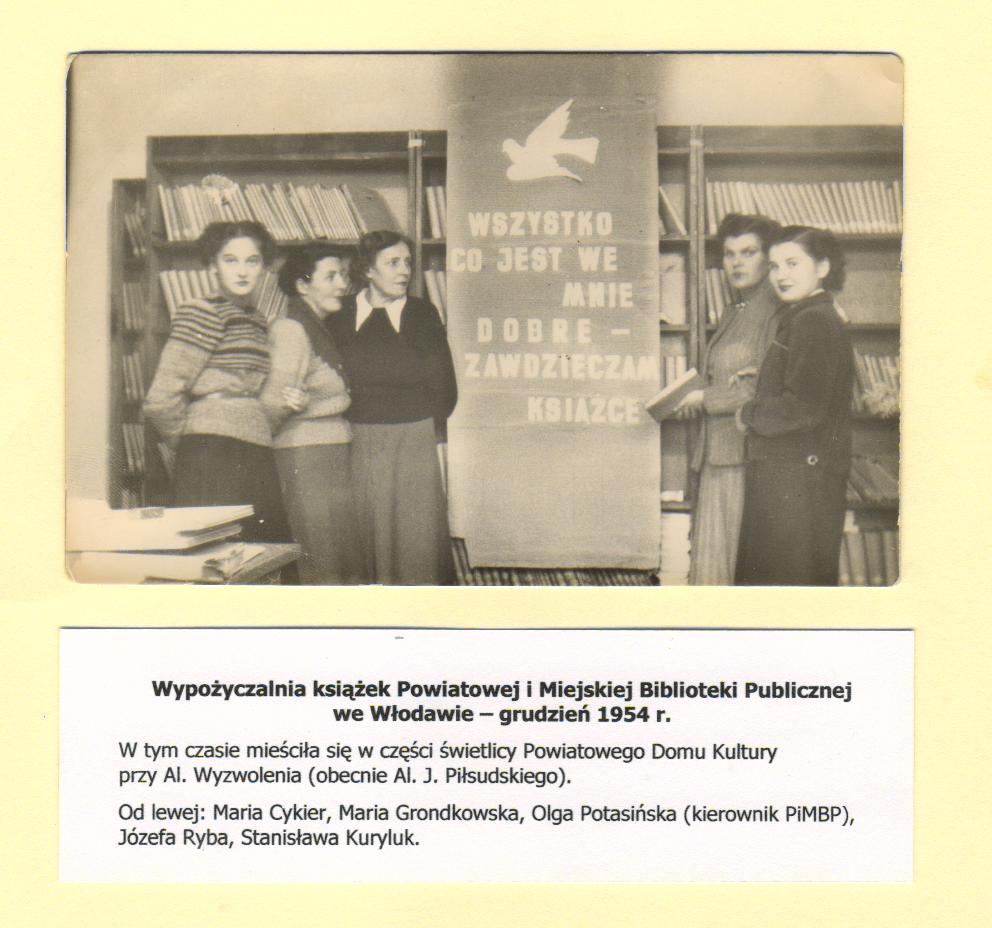 WSZYSTKO
CO JEST WE
MNIE
DOBRE –
ZAWDZIĘCZAM
KSIĄŻCE
Wypożyczalnia książek Powiatowej i Miejskiej Biblioteki Publicznej
we Włodawie – grudzień 1954 r.
W tym czasie mieściła się w części świetlicy Powiatowego Domu Kultury
przy Al. Wyzwolenia (obecnie Al. J. Piłsudskiego).
Od lewej: Maria Cykier, Maria Grondkowska, Olga Potasińska (kierownik PiMBP),
Józefa Ryba, Stanisława Kuryluk.